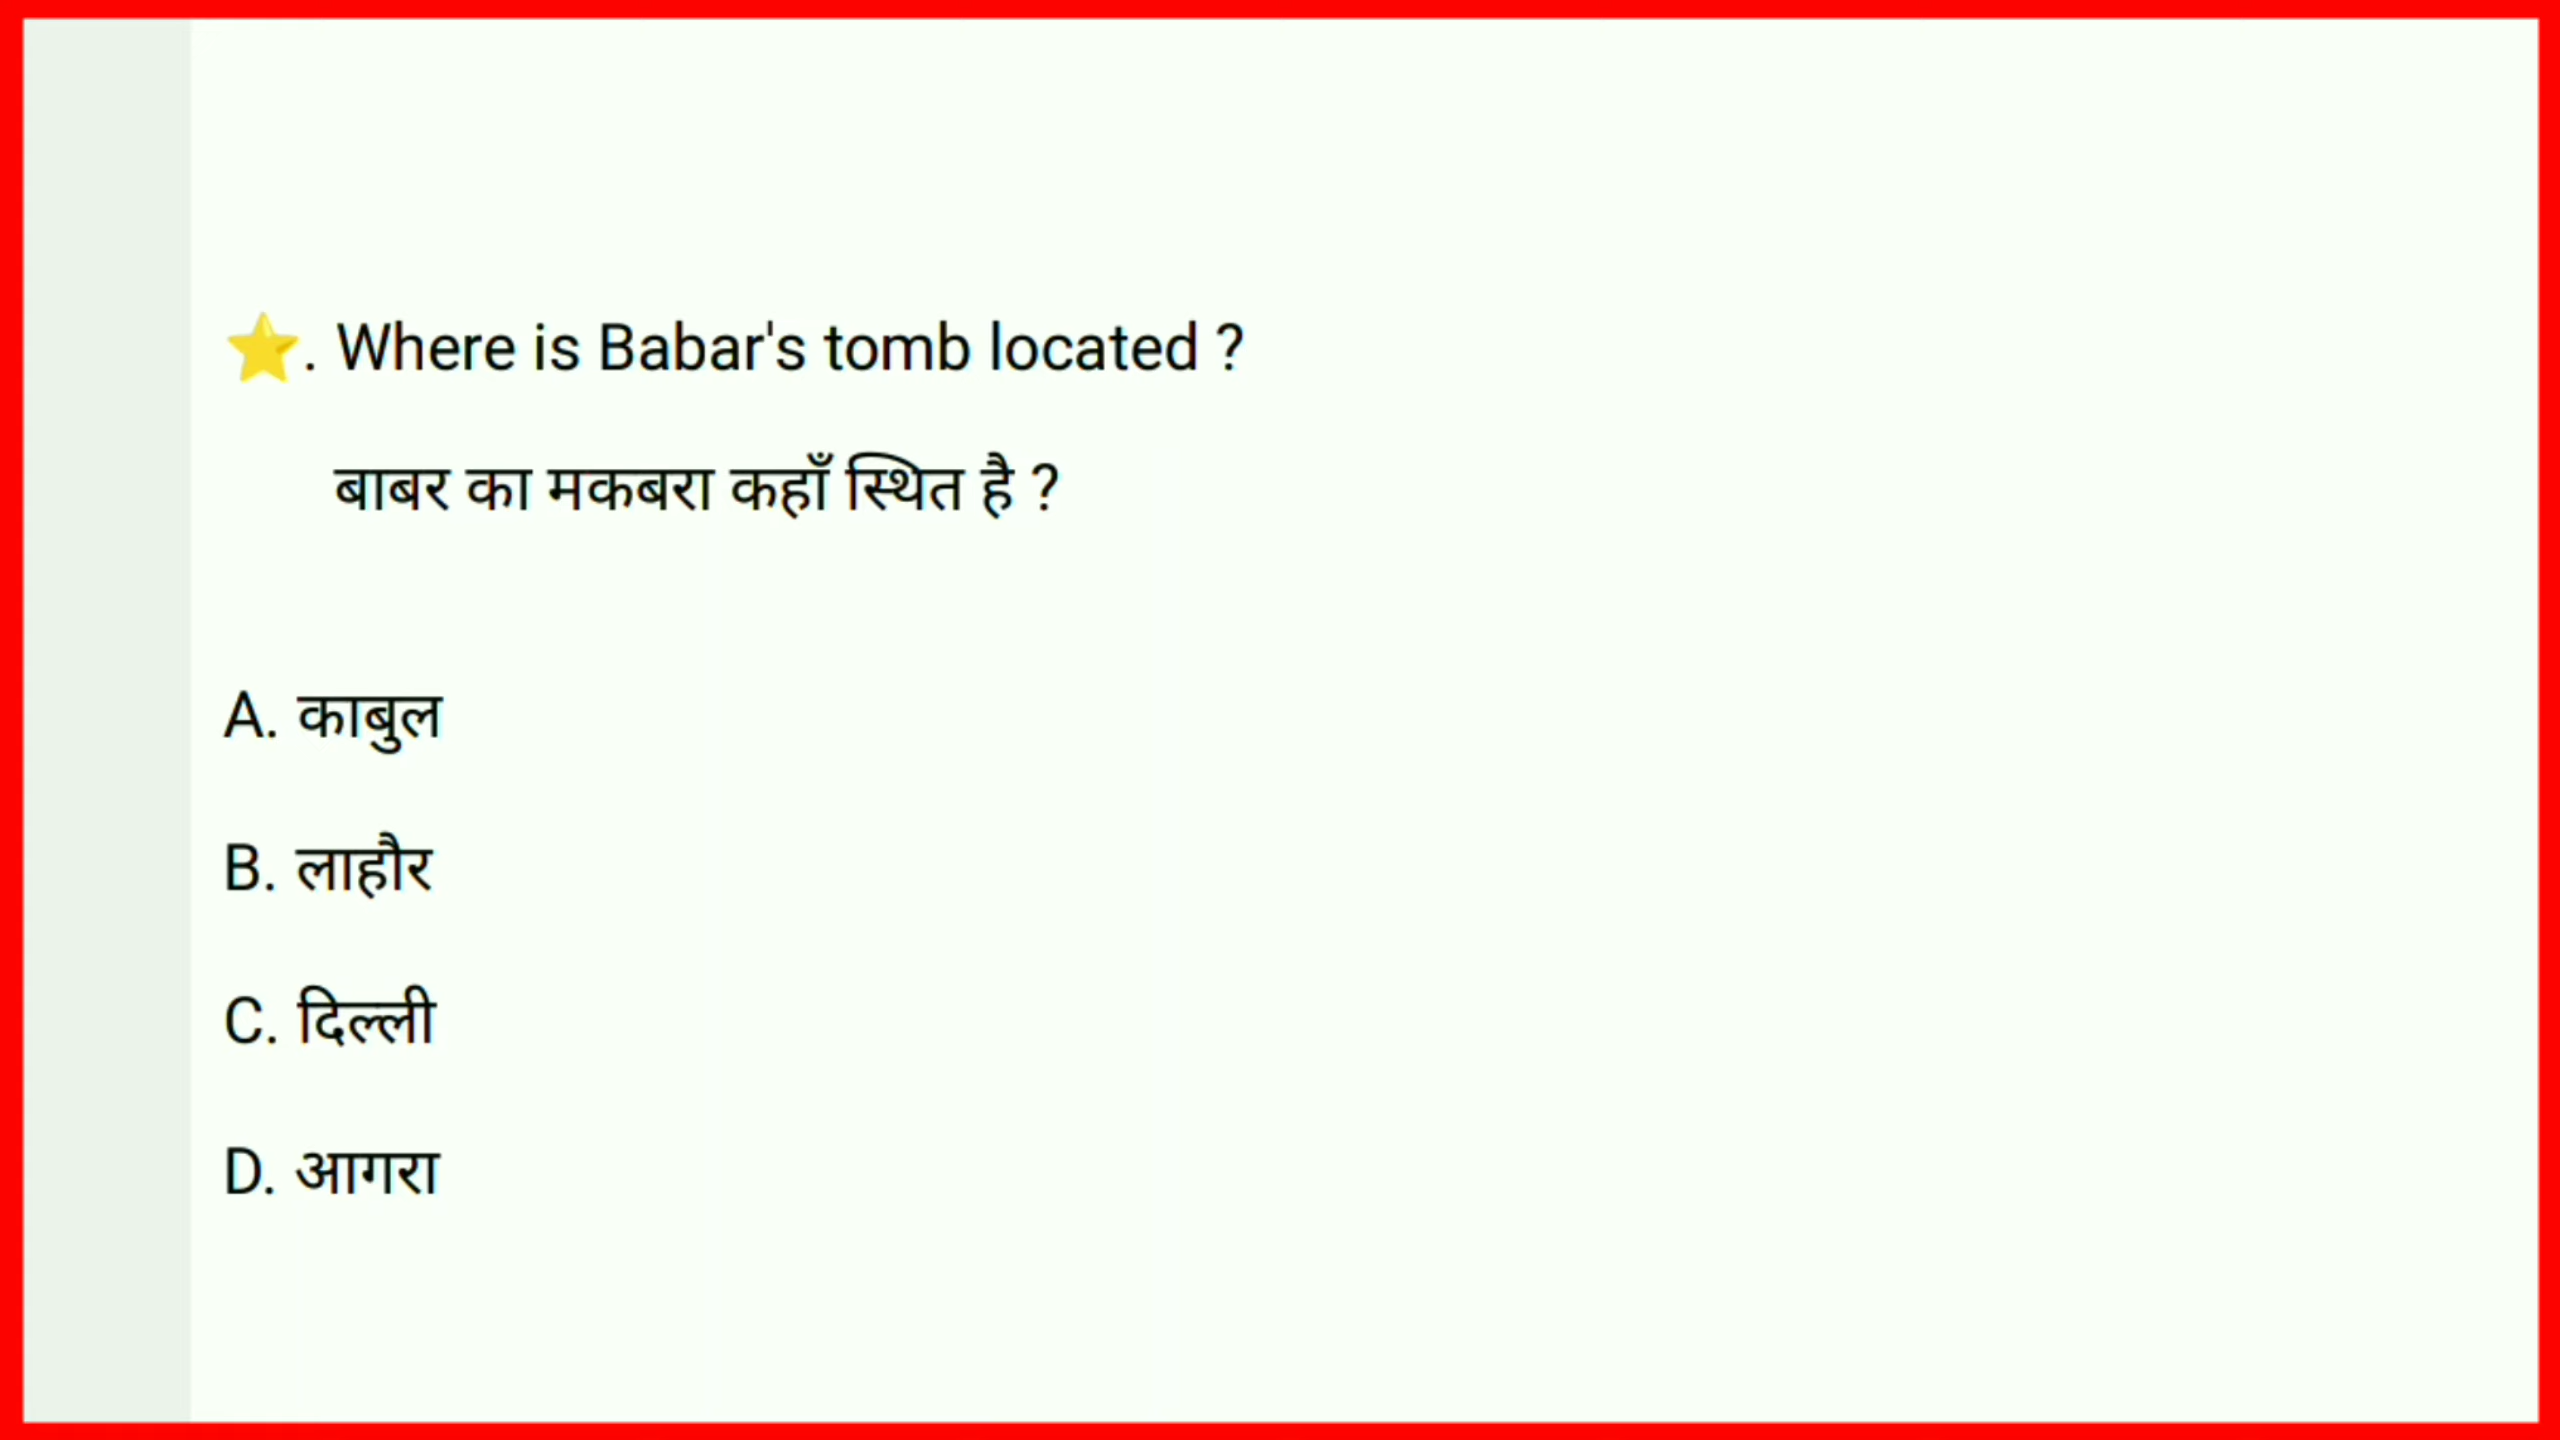 ⭐. Where is Babar's tomb located ?
बाबर का मकबरा कहाँ स्थित है ?
A. काबुल
B. लाहौर
C. दिल्ली
D. आगरा